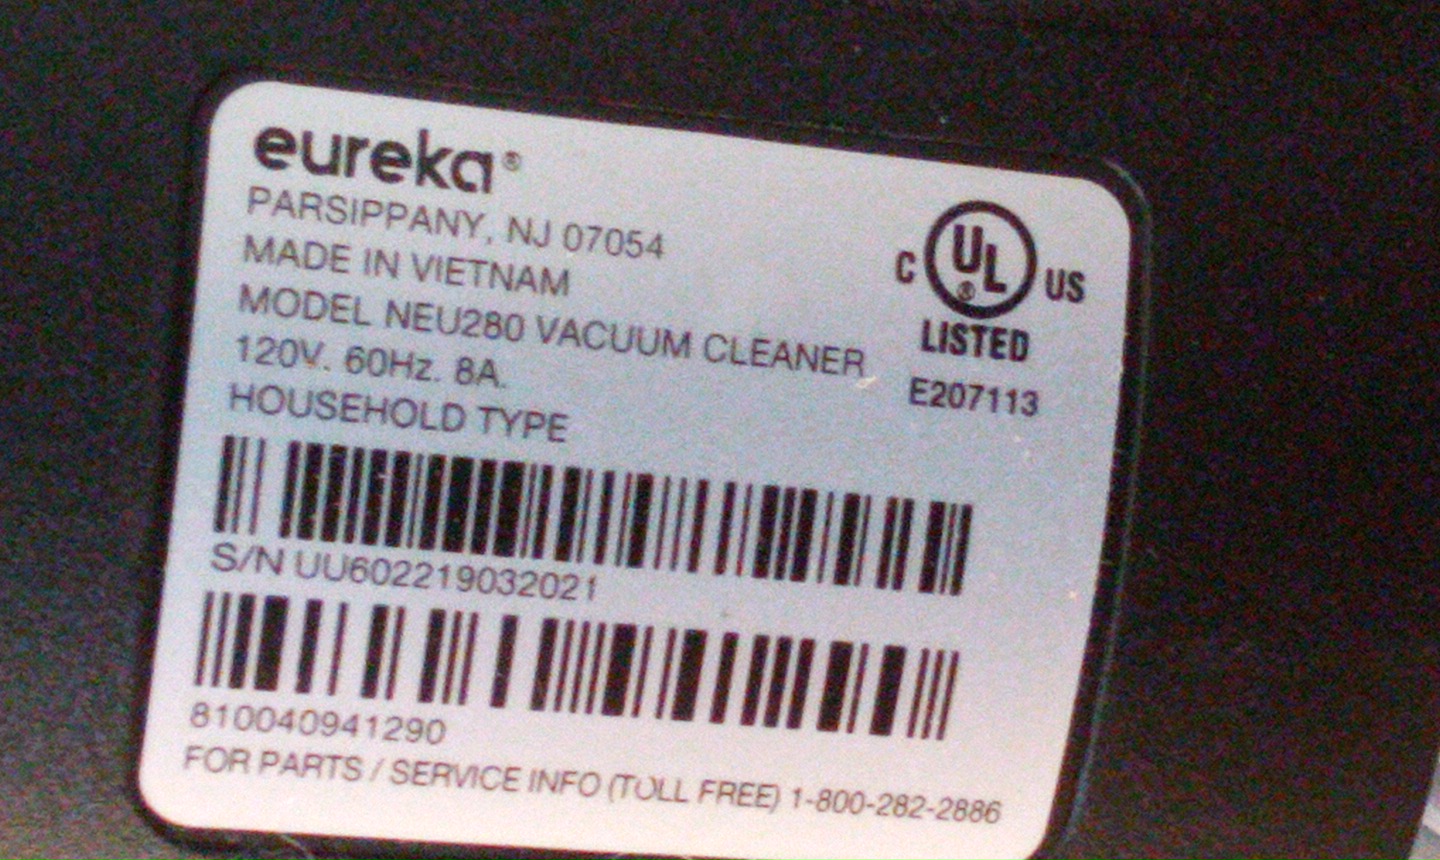 eureka®
PARSIPPANY, NJ 07054
MADE IN VIETNAM
MODEL NEU280 VACUUM CLEANER
120V. 60Hz. 8A.
HOUSEHOLD TYPE
C UL® US
LISTED
E207113
S/N UU602219032021
810040941290
FOR PARTS / SERVICE INFO (TOLL FREE) 1-800-282-2886